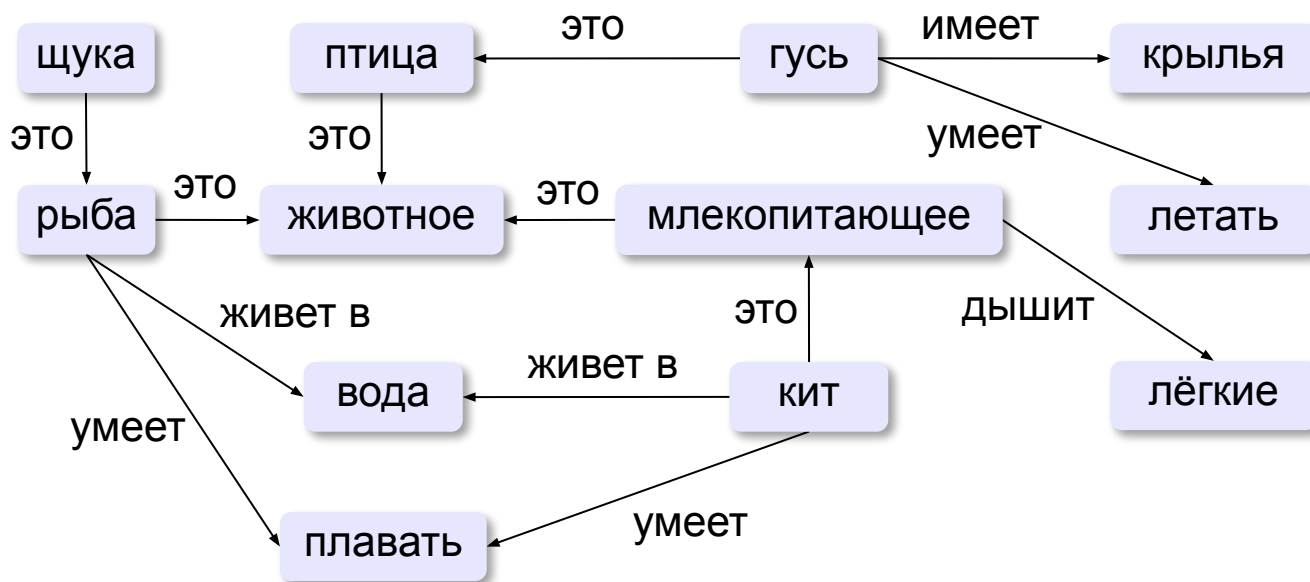 это
имеет
щука
птица
гусь
крылья
это
это
умеет
это
это
рыба
животное
млекопитающее
летать
живет в
это
дышит
живет в
вода
кит
лёгкие
умеет
умеет
плавать